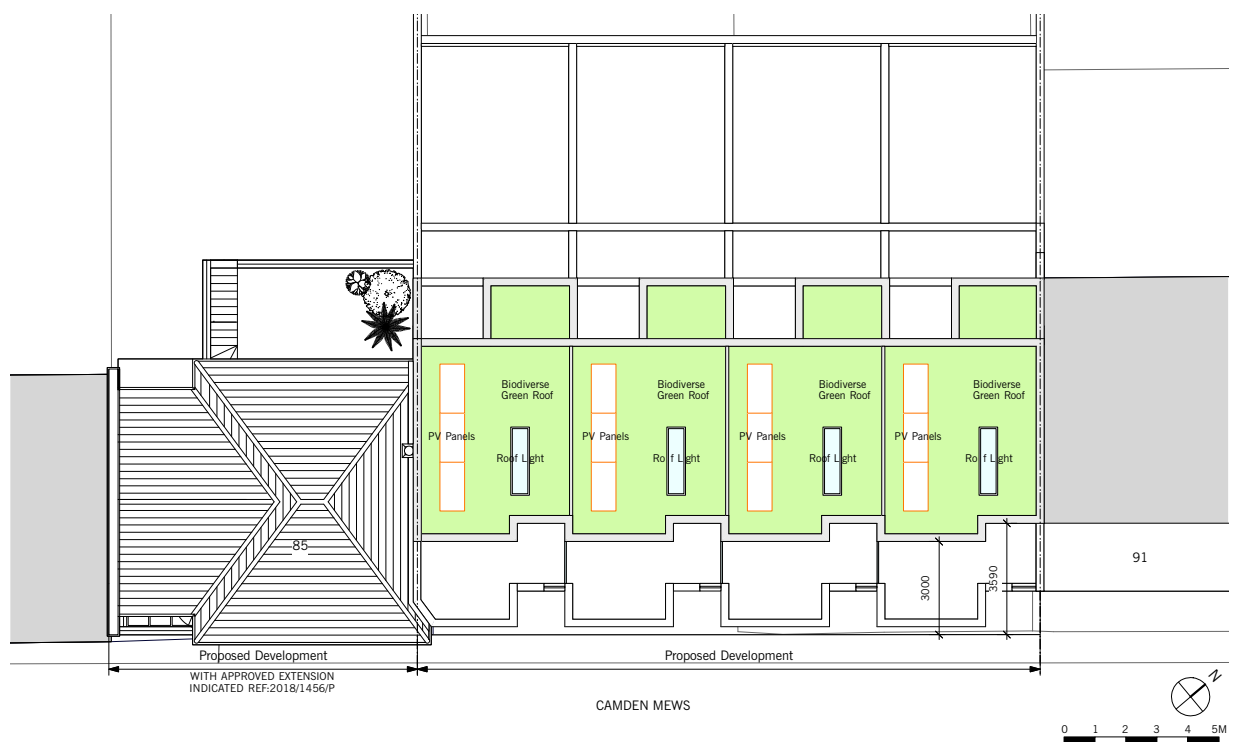 Biodiverse
Green Roof
Biodiverse
Green Roof
Biodiverse
Green Roof
Biodiverse
Green Roof
PV Panels
PV Panels
PV Panels
PV Panels
Roof Light
Roof Light
Roof Light
Roof Light
85
91
3000
3590
Proposed Development
WITH APPROVED EXTENSION
INDICATED REF:2018/1456/P
Proposed Development
CAMDEN MEWS
N
0 1 2 3 4 5M